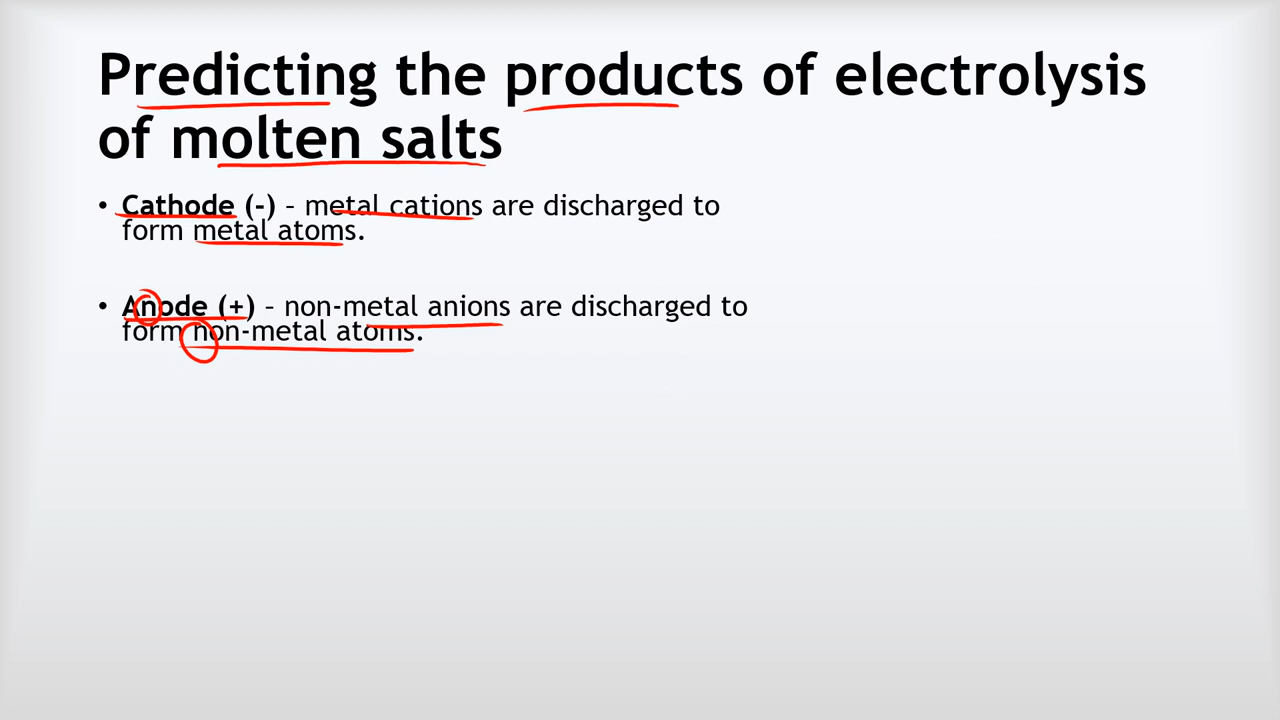 Predicting the products of electrolysis
of molten salts
• Cathode (-) – metal cations are discharged to
form metal atoms.
• Anode (+) – non-metal anions are discharged to
form non-metal atoms.